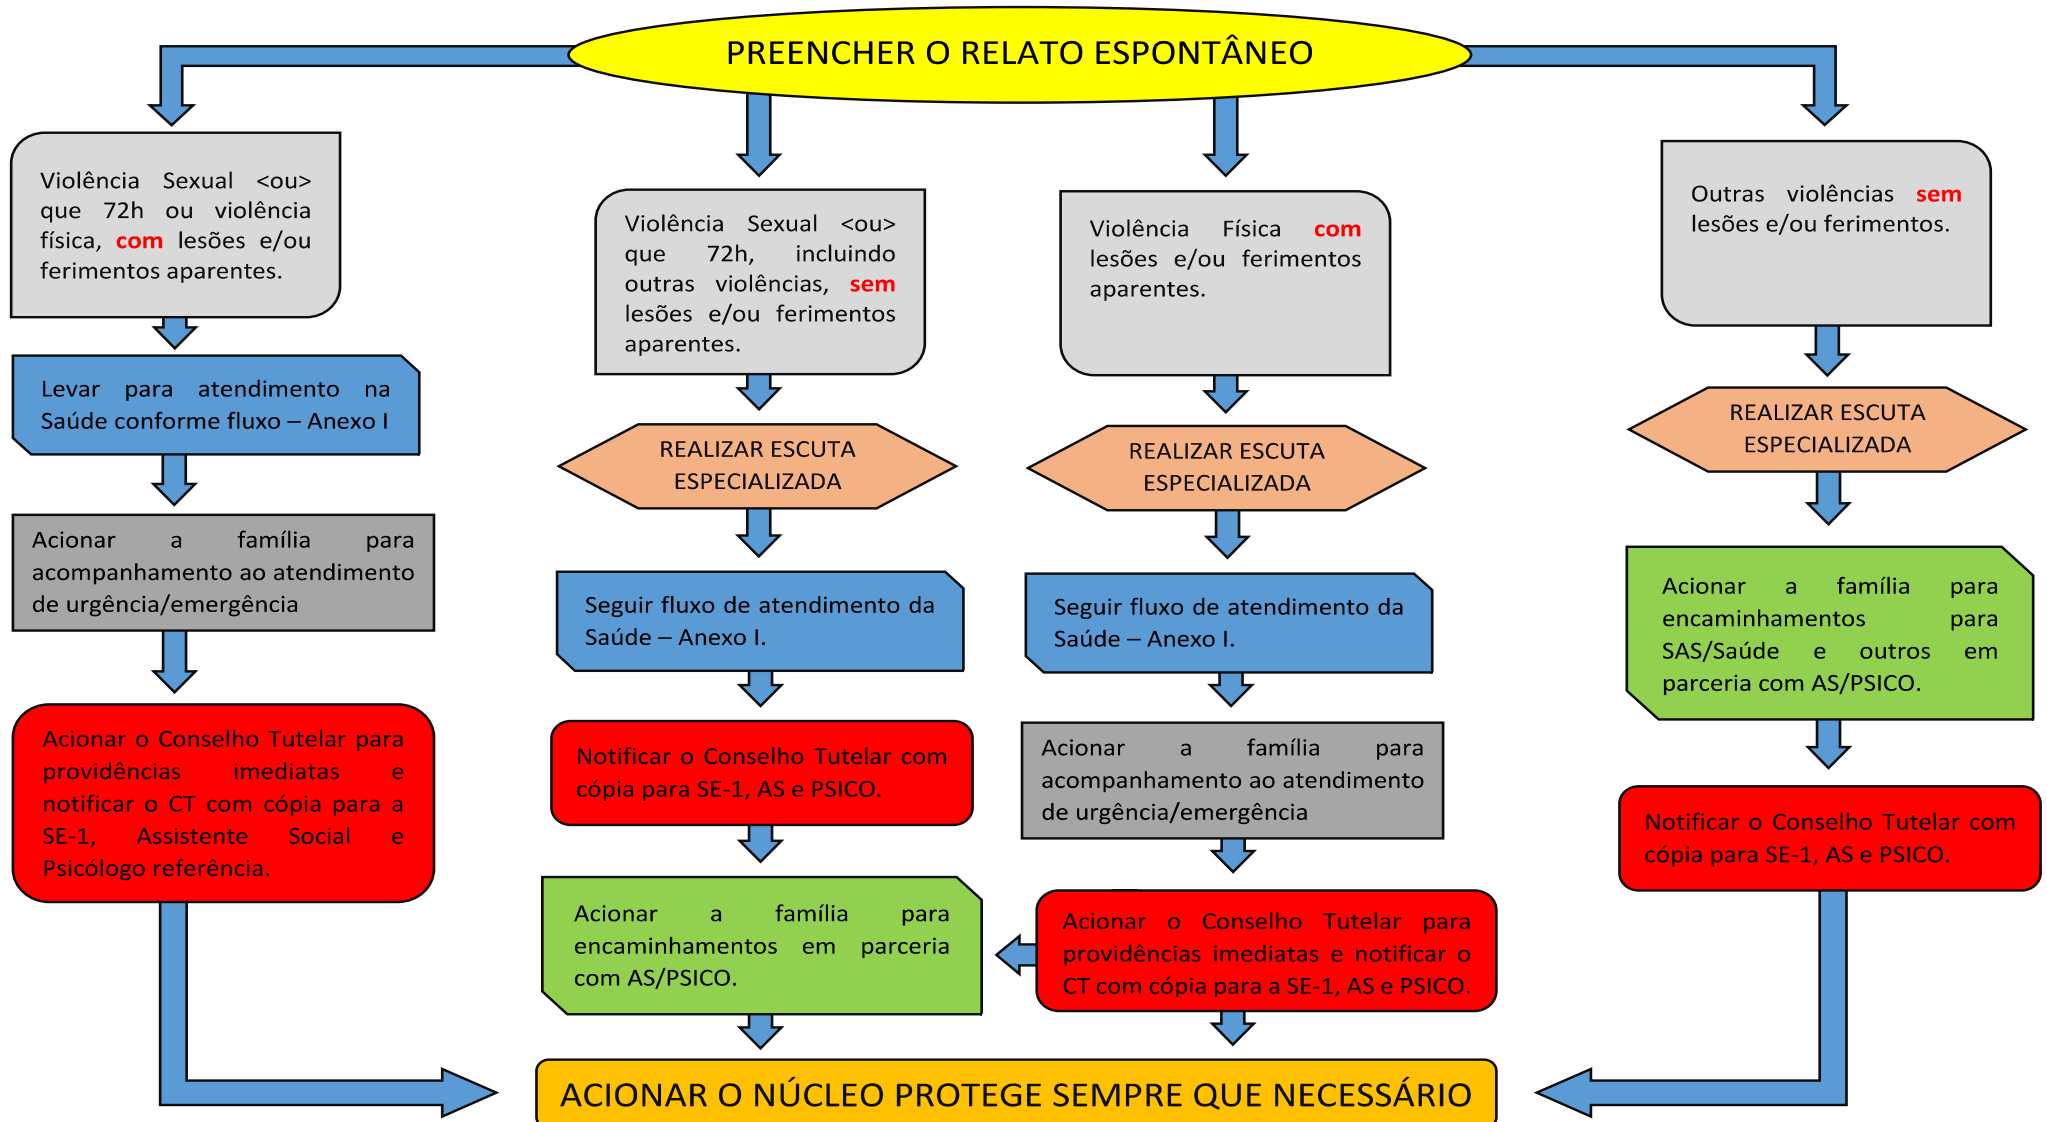 PREENCHER O RELATO ESPONTÂNEO
Violência Sexual <ou>
que 72h ou violência
física, com lesões e/ou
ferimentos aparentes.
Levar para atendimento na
Saúde conforme fluxo – Anexo I
Acionar a família para
acompanhamento ao atendimento
de urgência/emergência
Acionar o Conselho Tutelar para
providências imediatas e
notificar o CT com cópia para a
SE-1, Assistente Social e
Psicólogo referência.
Violência Sexual <ou>
que 72h, incluindo
outras violências, sem
lesões e/ou ferimentos
aparentes.
REALIZAR ESCUTA
ESPECIALIZADA
Seguir fluxo de atendimento da
Saúde – Anexo I.
Notificar o Conselho Tutelar com
cópia para SE-1, AS e PSICO.
Acionar a família para
encaminhamentos em parceria
com AS/PSICO.
Violência Física com
lesões e/ou ferimentos
aparentes.
REALIZAR ESCUTA
ESPECIALIZADA
Seguir fluxo de atendimento da
Saúde – Anexo I.
Acionar a família para
acompanhamento ao atendimento
de urgência/emergência
Acionar o Conselho Tutelar para
providências imediatas e notificar o
CT com cópia para a SE-1, AS e PSICO.
Outras violências sem
lesões e/ou ferimentos.
REALIZAR ESCUTA
ESPECIALIZADA
Acionar a família para
encaminhamentos para
SAS/Saúde e outros em
parceria com AS/PSICO.
Notificar o Conselho Tutelar com
cópia para SE-1, AS e PSICO.
ACIONAR O NÚCLEO PROTEGE SEMPRE QUE NECESSÁRIO